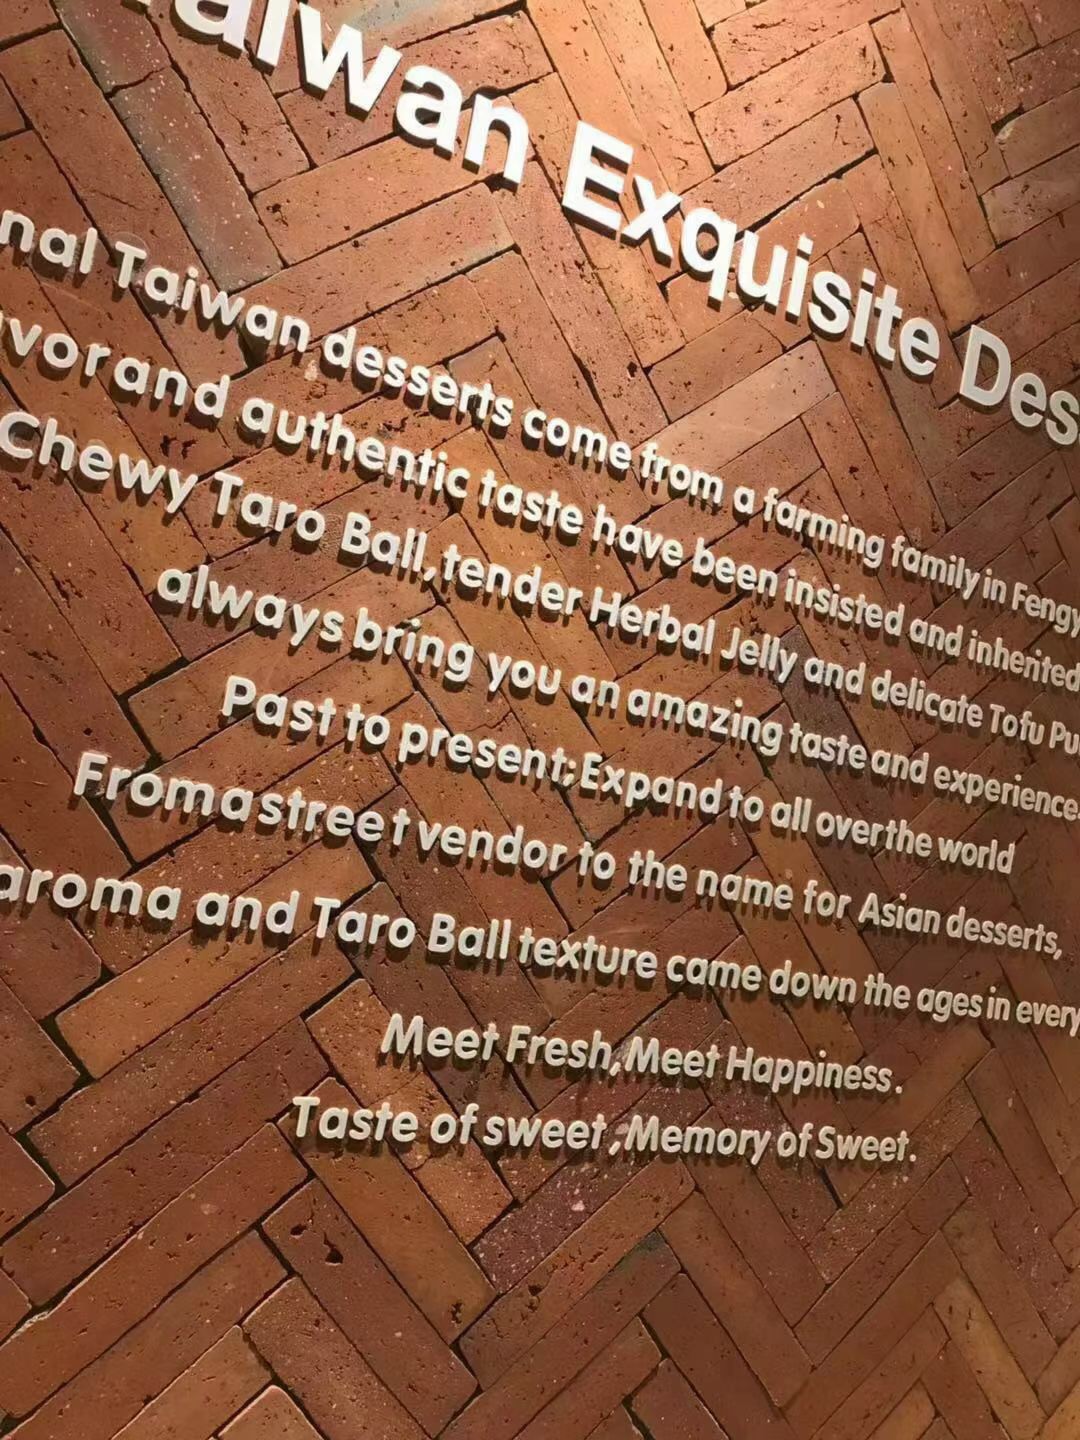 Taiwan Exquisite Des
nal Taiwan desserts come from a farming family in Fengy
vor and authentic taste have been insisted and inherited
Chewy Taro Ball, tender Herbal Jelly and delicate Tofu Pu
always bring you an amazing taste and experience
Past to present; Expand to all over the world
From a street vendor to the name for Asian desserts,
aroma and Taro Ball texture came down the ages in every
Meet Fresh, Meet Happiness.
Taste of sweet, Memory of Sweet.